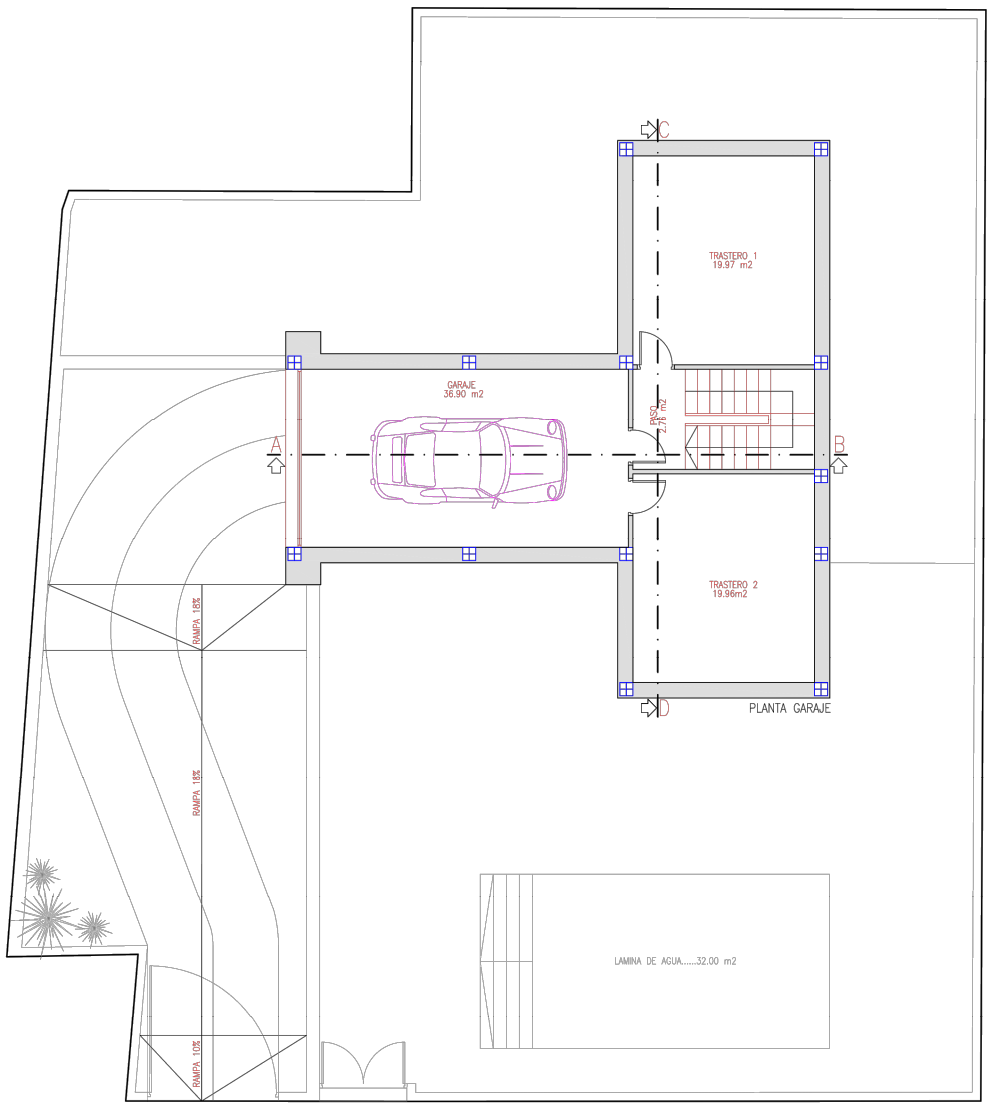 C
TRASTERO 1
19.97 m2
GARAJE
36.90 m2
PASO
2.76 m2
A
B
TRASTERO 2
19.96m2
RAMPA 18%
D
PLANTA GARAJE
RAMPA 18%
LAMINA DE AGUA.....32.00 m2
RAMPA 10%